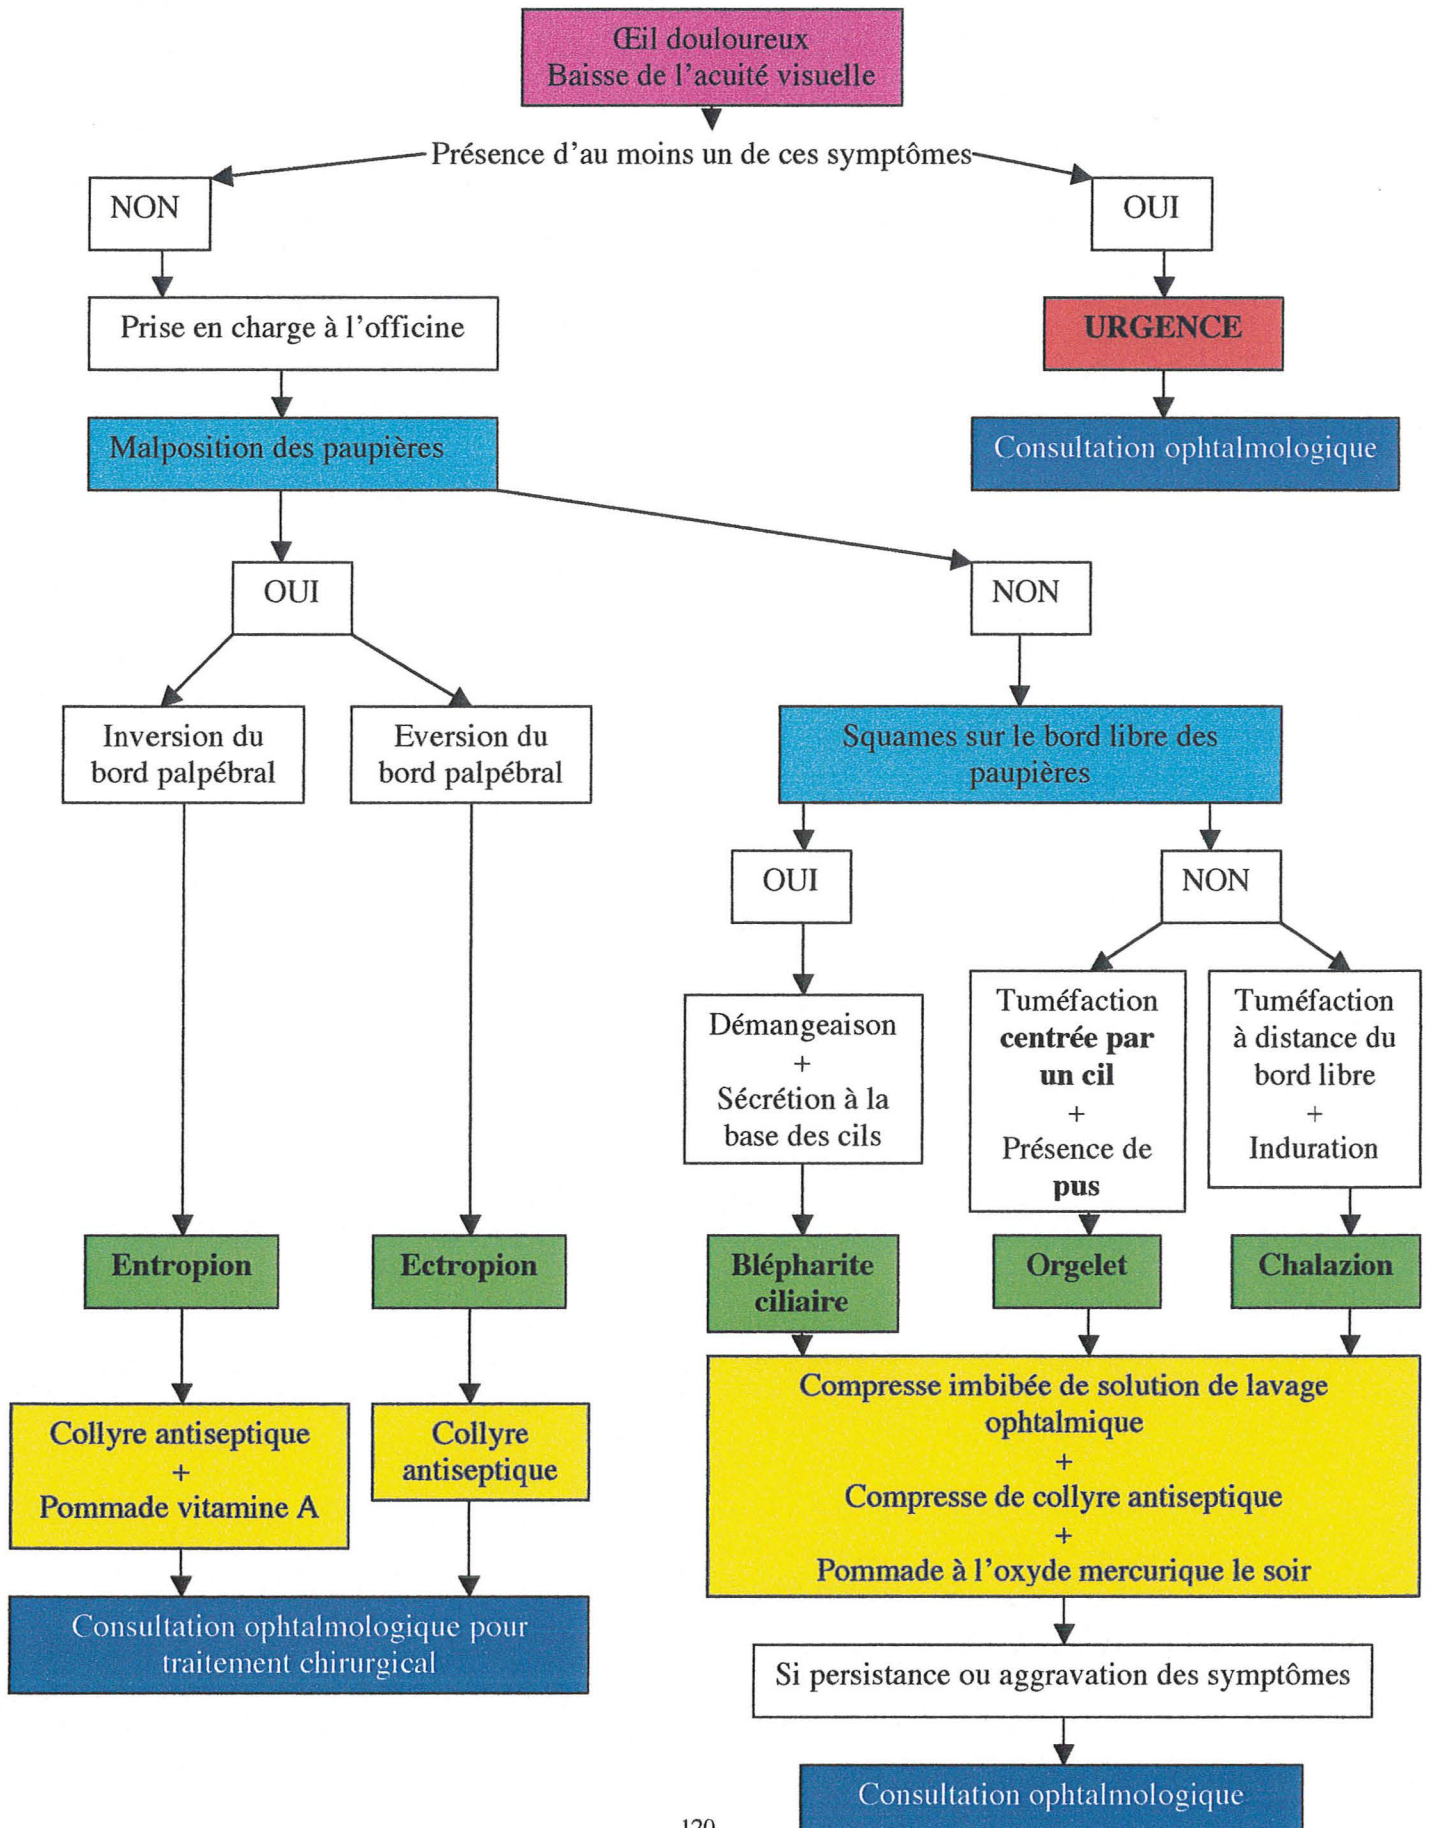 Œil douloureux
Baisse de l'acuité visuelle
Présence d'au moins un de ces symptômes
NON
OUI
Prise en charge à l'officine
URGENCE
Malposition des paupières
Consultation ophtalmologique
OUI
NON
Inversion du
bord palpébral
Eversion du
bord palpébral
Squames sur le bord libre des
paupières
OUI
NON
Démangeaison
+
Sécrétion à la
base des cils
Tuméfaction
centrée par
un cil
+
Présence de
pus
Tuméfaction
à distance du
bord libre
+
Induration
Entropion
Ectropion
Blépharite
ciliaire
Orgelet
Chalazion
Collyre antiseptique
+
Pommade vitamine A
Collyre
antiseptique
Compresse imbibée de solution de lavage
ophtalmique
+
Compresse de collyre antiseptique
+
Pommade à l'oxyde mercurique le soir
Consultation ophtalmologique pour
traitement chirurgical
Si persistance ou aggravation des symptômes
Consultation ophtalmologique
120